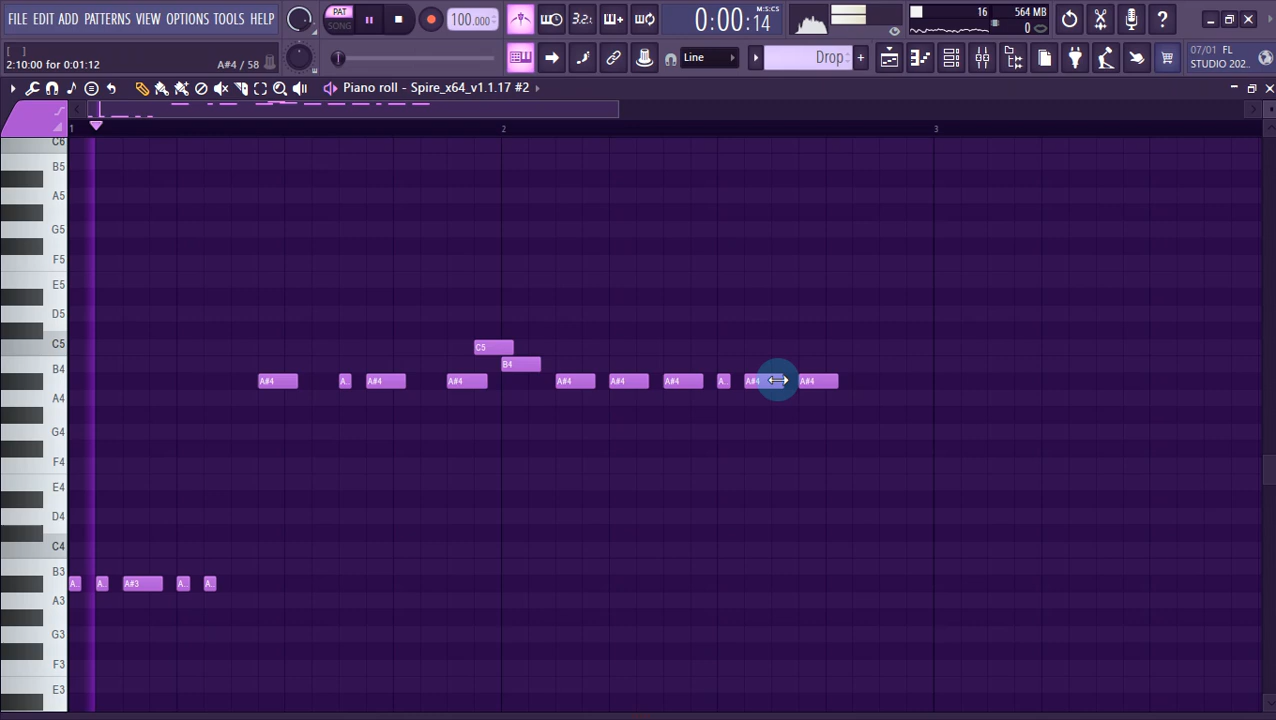 FILE EDIT ADD PATTERNS VIEW OPTIONS TOOLS HELP
PAT
SONG
100.000
3.2
0:00:14
M:S:CS
16
564 MB
0
[ ]
2:10:00 for 0:01:12
A#4 / 58
Line
Drop
07/01 FL
STUDIO 202...
Piano roll - Spire_x64_v1.1.17 #2
1
2
3
C6
B5
A5
G5
F5
E5
D5
C5
C5
B4
B4
A#4
A..
A#4
A#4
A#4
A#4
A#4
A..
A#4
A#4
A4
G4
F4
E4
D4
C4
B3
A..
A..
A#3
A..
A..
A3
G3
F3
E3